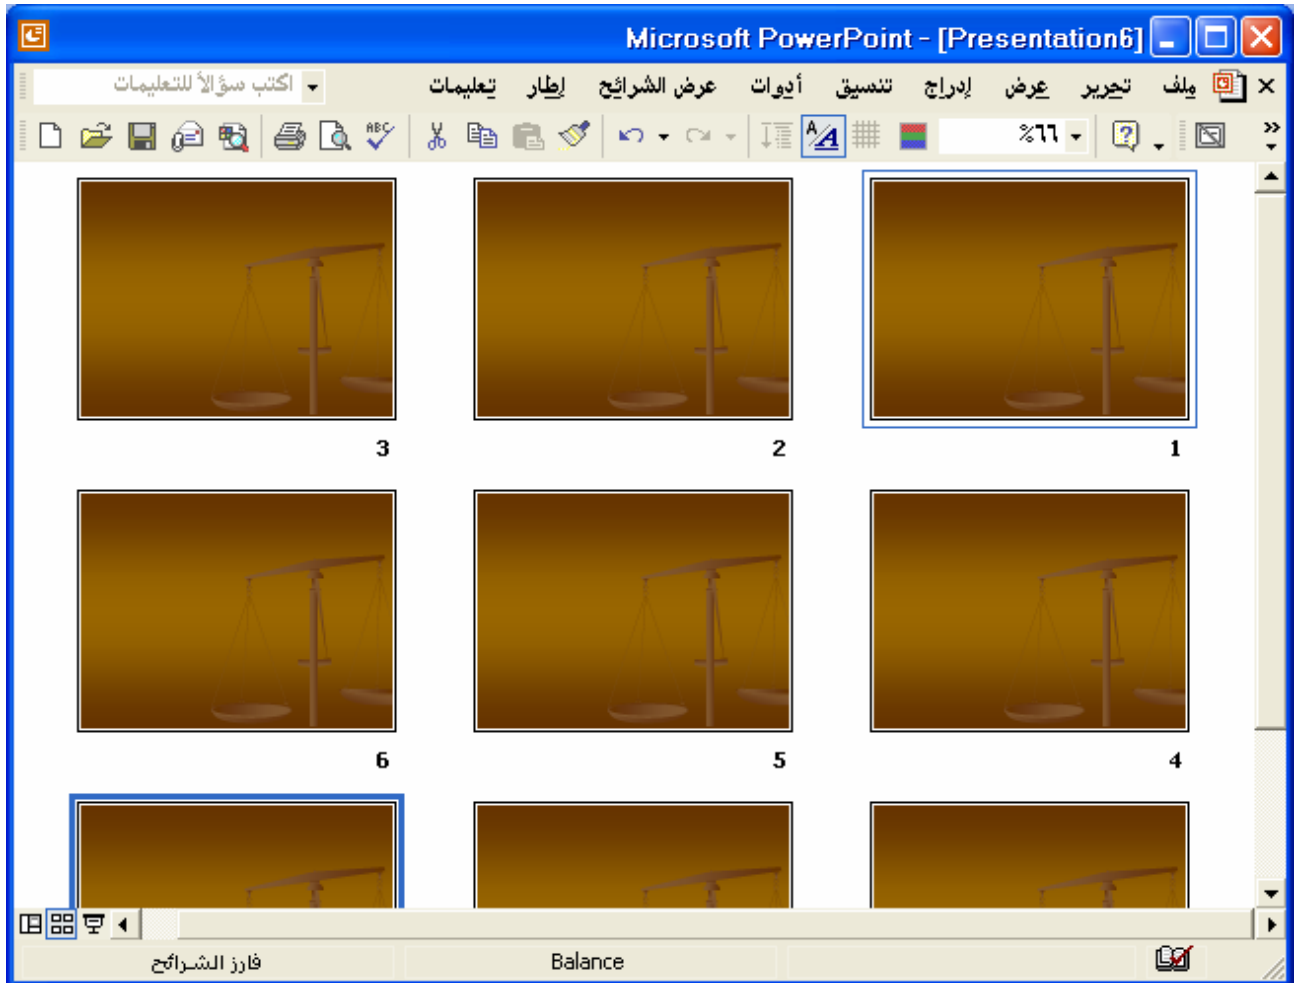 Microsoft PowerPoint - [Presentation6]
ملف تحرير عرض إدراج تنسيق أدوات عرض الشرائح إطار تعليمات اكتب سؤالاً للتعليمات
ABC %٦٦
1 2 3
4 5 6
فارز الشرائح Balance